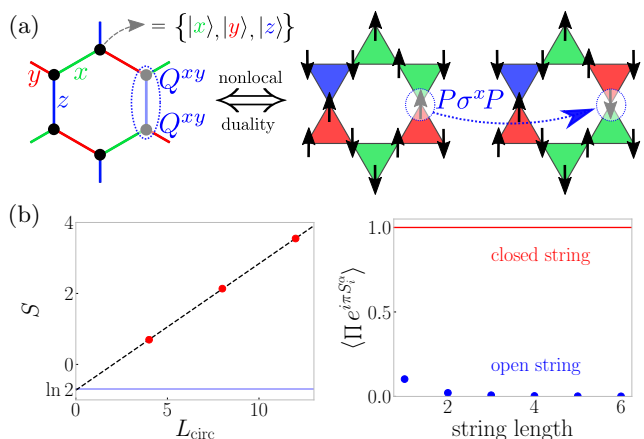 (a)
= {|x⟩, |y⟩, |z⟩}
y x
z
Q^{xy}
Q^{xy}
nonlocal
duality
Pσ^xP
(b)
4
2
0
ln 2
S
0 5 10
L_circ
1.0
0.5
0.0
⟨∏ e^{iπS_i^α}⟩
closed string
open string
2 4 6
string length